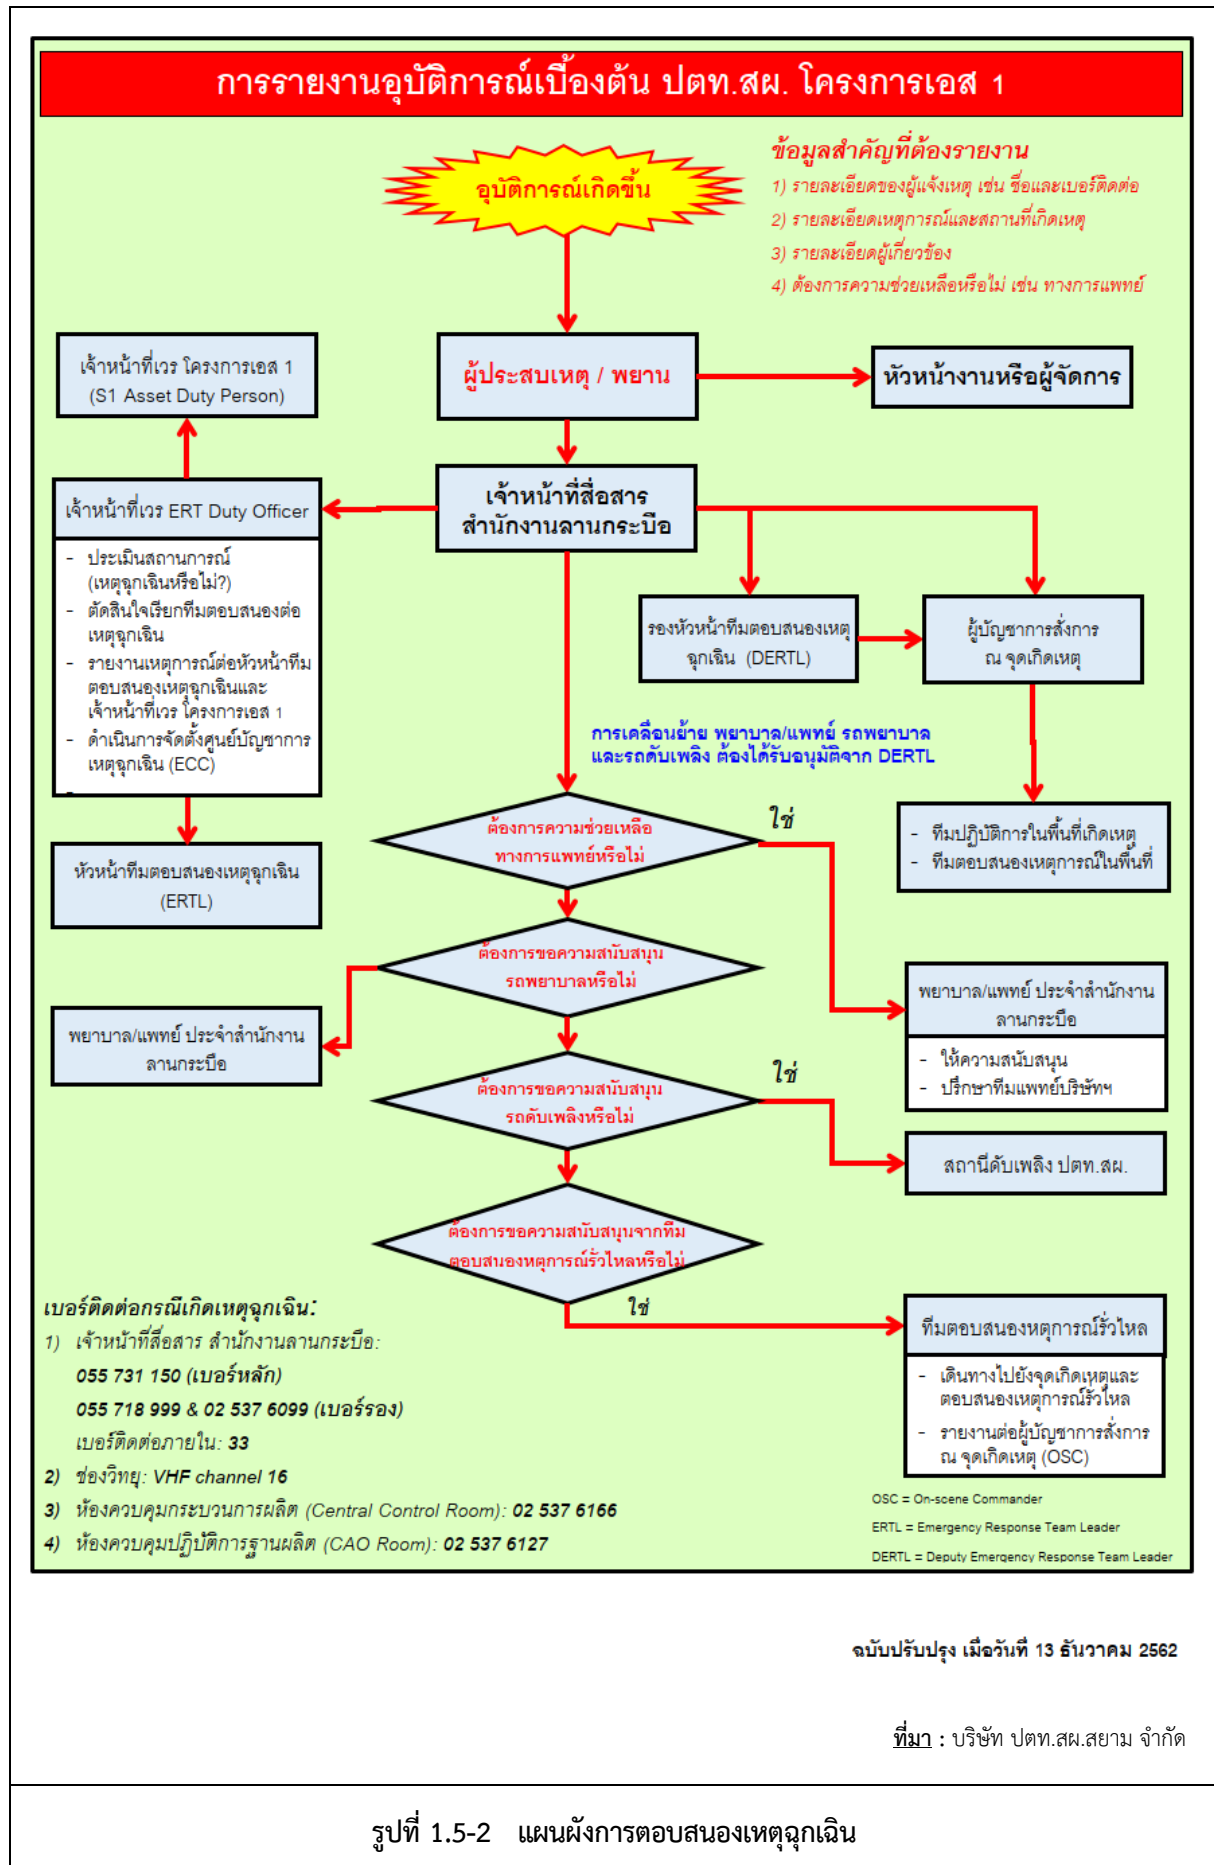 การรายงานอุบัติการณ์เบื้องต้น ปตท.สผ. โครงการเอส 1
อุบัติการณ์เกิดขึ้น
ข้อมูลสำคัญที่ต้องรายงาน
1) รายละเอียดของผู้แจ้งเหตุ เช่น ชื่อและเบอร์ติดต่อ
2) รายละเอียดเหตุการณ์และสถานที่เกิดเหตุ
3) รายละเอียดผู้เกี่ยวข้อง
4) ต้องการความช่วยเหลือหรือไม่ เช่น ทางการแพทย์
เจ้าหน้าที่เวร โครงการเอส 1
(S1 Asset Duty Person)
ผู้ประสบเหตุ / พยาน
หัวหน้างานหรือผู้จัดการ
เจ้าหน้าที่สื่อสาร
สำนักงานลานกระบือ
เจ้าหน้าที่เวร ERT Duty Officer
- ประเมินสถานการณ์
(เหตุฉุกเฉินหรือไม่?)
- ตัดสินใจเรียกทีมตอบสนองต่อ
เหตุฉุกเฉิน
- รายงานเหตุการณ์ต่อหัวหน้าทีม
ตอบสนองเหตุฉุกเฉินและ
เจ้าหน้าที่เวร โครงการเอส 1
- ดำเนินการจัดตั้งศูนย์บัญชาการ
เหตุฉุกเฉิน (ECC)
-
รองหัวหน้าทีมตอบสนองเหตุ
ฉุกเฉิน (DERTL)
ผู้บัญชาการสั่งการ
ณ จุดเกิดเหตุ
การเคลื่อนย้าย พยาบาล/แพทย์ รถพยาบาล
และรถดับเพลิง ต้องได้รับอนุมัติจาก DERTL
ต้องการความช่วยเหลือ
ทางการแพทย์หรือไม่
ใช่
- ทีมปฏิบัติการในพื้นที่เกิดเหตุ
- ทีมตอบสนองเหตุการณ์ในพื้นที่
หัวหน้าทีมตอบสนองเหตุฉุกเฉิน
(ERTL)
ต้องการขอความสนับสนุน
รถพยาบาลหรือไม่
พยาบาล/แพทย์ ประจำสำนักงาน
ลานกระบือ
- ให้ความสนับสนุน
- ปรึกษาทีมแพทย์บริษัทฯ
พยาบาล/แพทย์ ประจำสำนักงาน
ลานกระบือ
ต้องการขอความสนับสนุน
รถดับเพลิงหรือไม่
ใช่
สถานีดับเพลิง ปตท.สผ.
ต้องการขอความสนับสนุนจากทีม
ตอบสนองหตุการณ์รั่วไหลหรือไม่
ใช่
ทีมตอบสนองหตุการณ์รั่วไหล
- เดินทางไปยังจุดเกิดเหตุและ
ตอบสนองเหตุการณ์รั่วไหล
- รายงานต่อผู้บัญชาการสั่งการ
ณ จุดเกิดเหตุ (OSC)
เบอร์ติดต่อกรณีเกิดเหตุฉุกเฉิน:
1) เจ้าหน้าที่สื่อสาร สำนักงานลานกระบือ:
055 731 150 (เบอร์หลัก)
055 718 999 & 02 537 6099 (เบอร์รอง)
เบอร์ติดต่อภายใน: 33
2) ช่องวิทยุ: VHF channel 16
3) ห้องควบคุมกระบวนการผลิต (Central Control Room): 02 537 6166
4) ห้องควบคุมปฏิบัติการฐานผลิต (CAO Room): 02 537 6127
OSC = On-scene Commander
ERTL = Emergency Response Team Leader
DERTL = Deputy Emergency Response Team Leader
ฉบับปรับปรุง เมื่อวันที่ 13 ธันวาคม 2562
ที่มา : บริษัท ปตท.สผ.สยาม จำกัด
รูปที่ 1.5-2 แผนผังการตอบสนองเหตุฉุกเฉิน